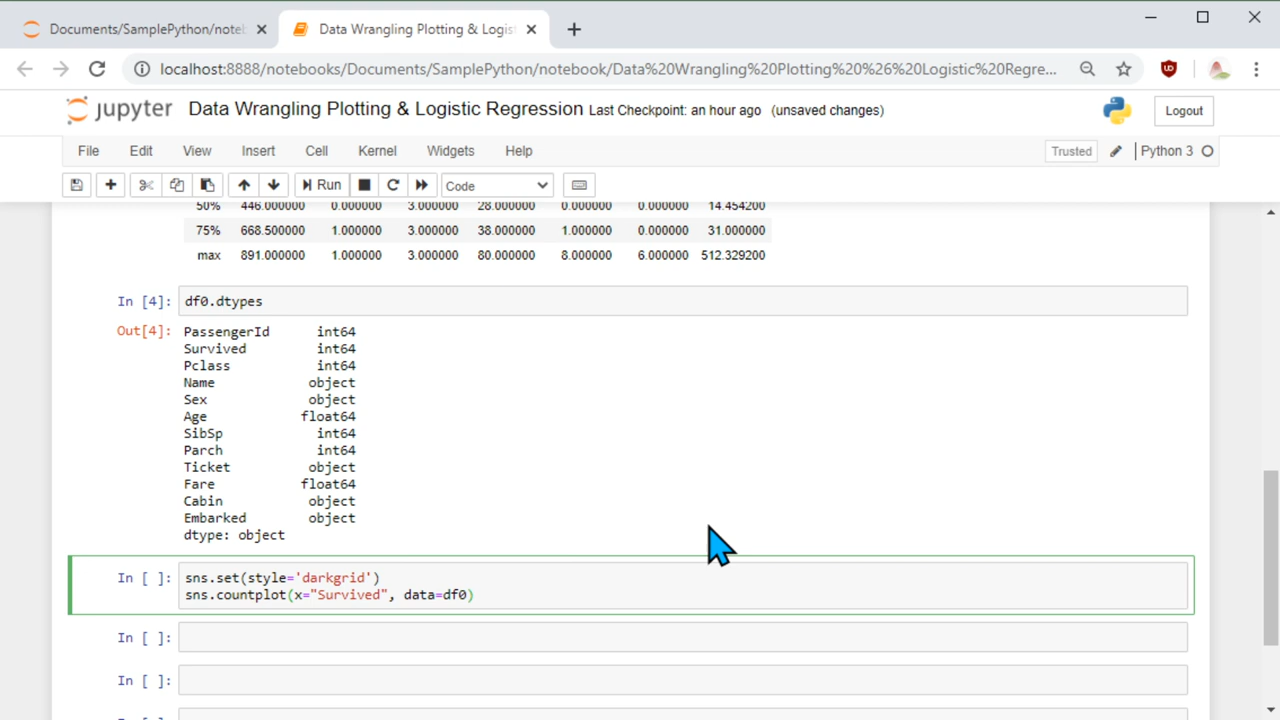 Documents/SamplePython/note
Data Wrangling Plotting & Logis
localhost:8888/notebooks/Documents/SamplePython/notebook/Data%20Wrangling%20Plotting%20%26%20Logistic%20Regre...
jupyter Data Wrangling Plotting & Logistic Regression Last Checkpoint: an hour ago (unsaved changes) Logout
File Edit View Insert Cell Kernel Widgets Help Trusted Python 3
Run Code
50% 446.000000 0.000000 3.000000 28.000000 0.000000 0.000000 14.454200
75% 668.500000 1.000000 3.000000 38.000000 1.000000 0.000000 31.000000
max 891.000000 1.000000 3.000000 80.000000 8.000000 6.000000 512.329200
In [4]: df0.dtypes
Out[4]: PassengerId int64
Survived int64
Pclass int64
Name object
Sex object
Age float64
SibSp int64
Parch int64
Ticket object
Fare float64
Cabin object
Embarked object
dtype: object
In [ ]: sns.set(style='darkgrid')
sns.countplot(x="Survived", data=df0)
In [ ]:
In [ ]: